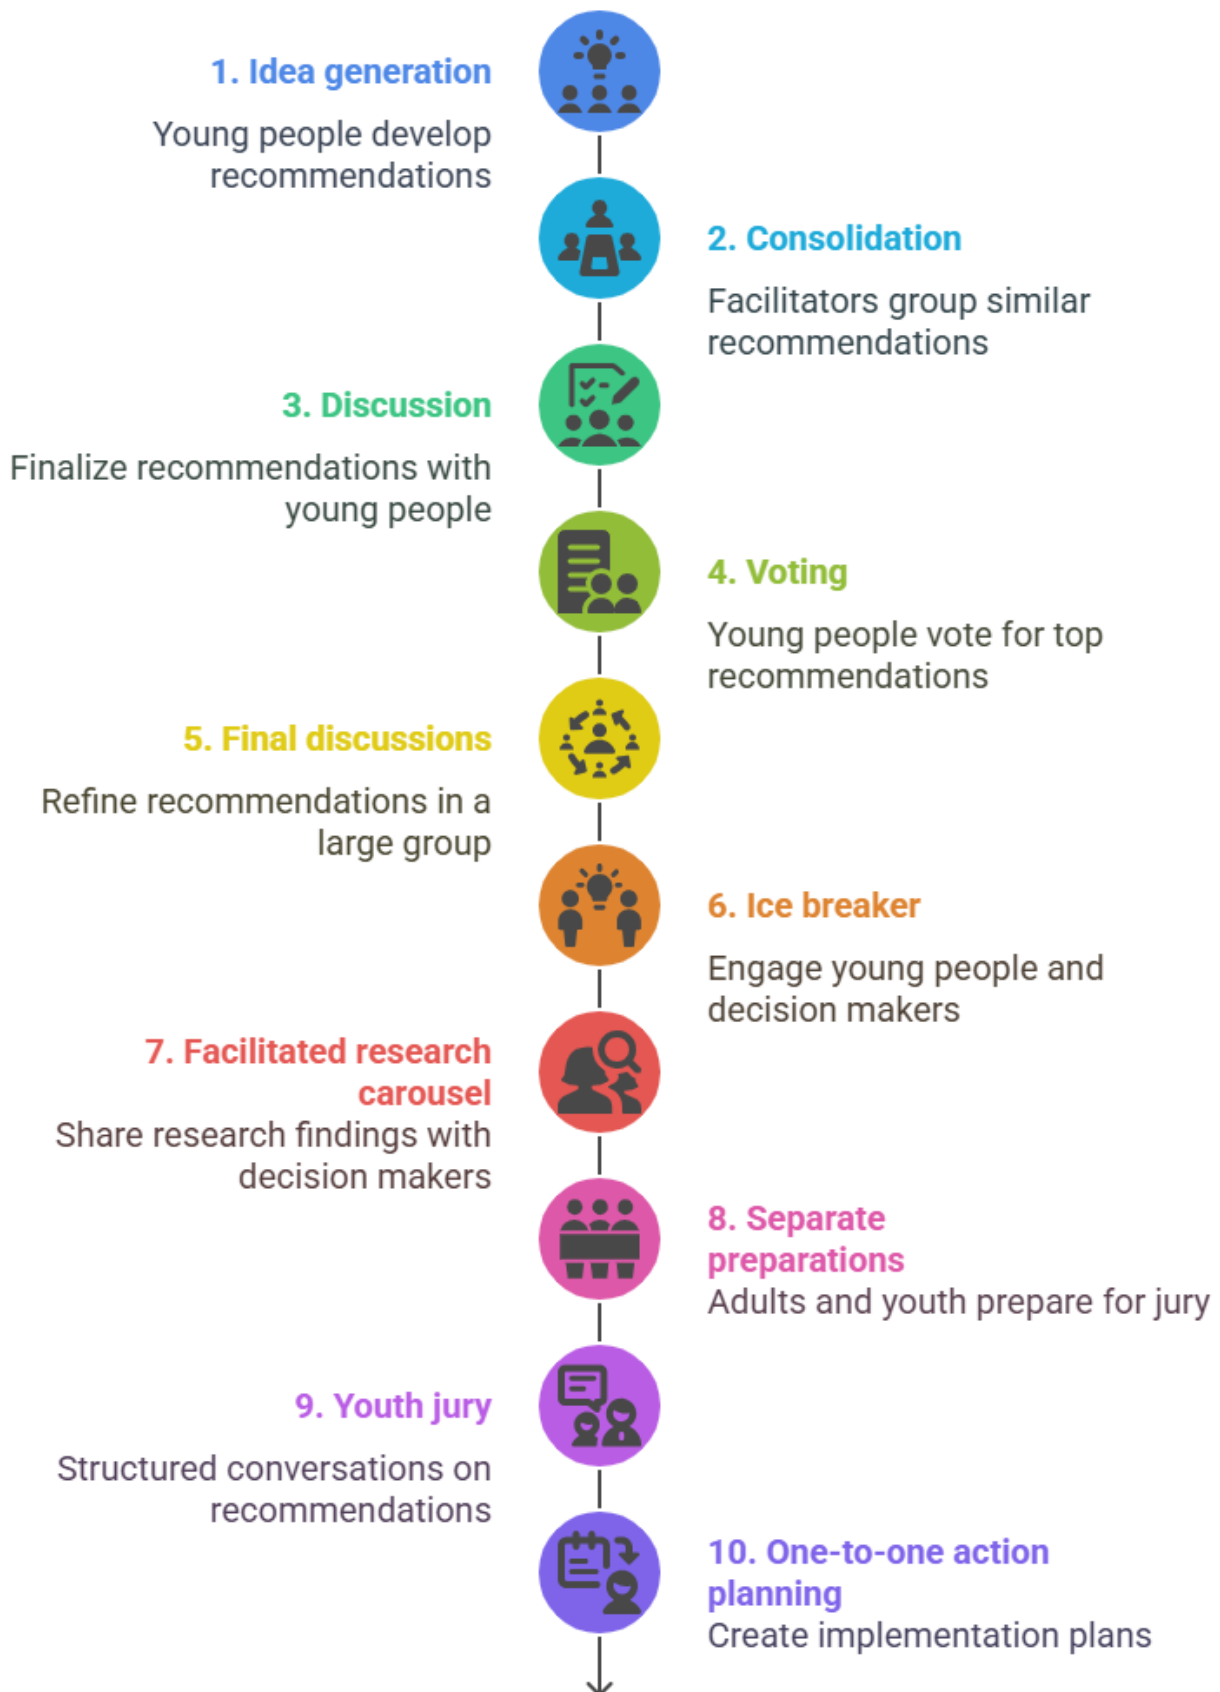 1. Idea generation
Young people develop
recommendations
2. Consolidation
Facilitators group similar
recommendations
3. Discussion
Finalize recommendations with
young people
4. Voting
Young people vote for top
recommendations
5. Final discussions
Refine recommendations in a
large group
6. Ice breaker
Engage young people and
decision makers
7. Facilitated research
carousel
Share research findings with
decision makers
8. Separate
preparations
Adults and youth prepare for jury
9. Youth jury
Structured conversations on
recommendations
10. One-to-one action
planning
Create implementation plans